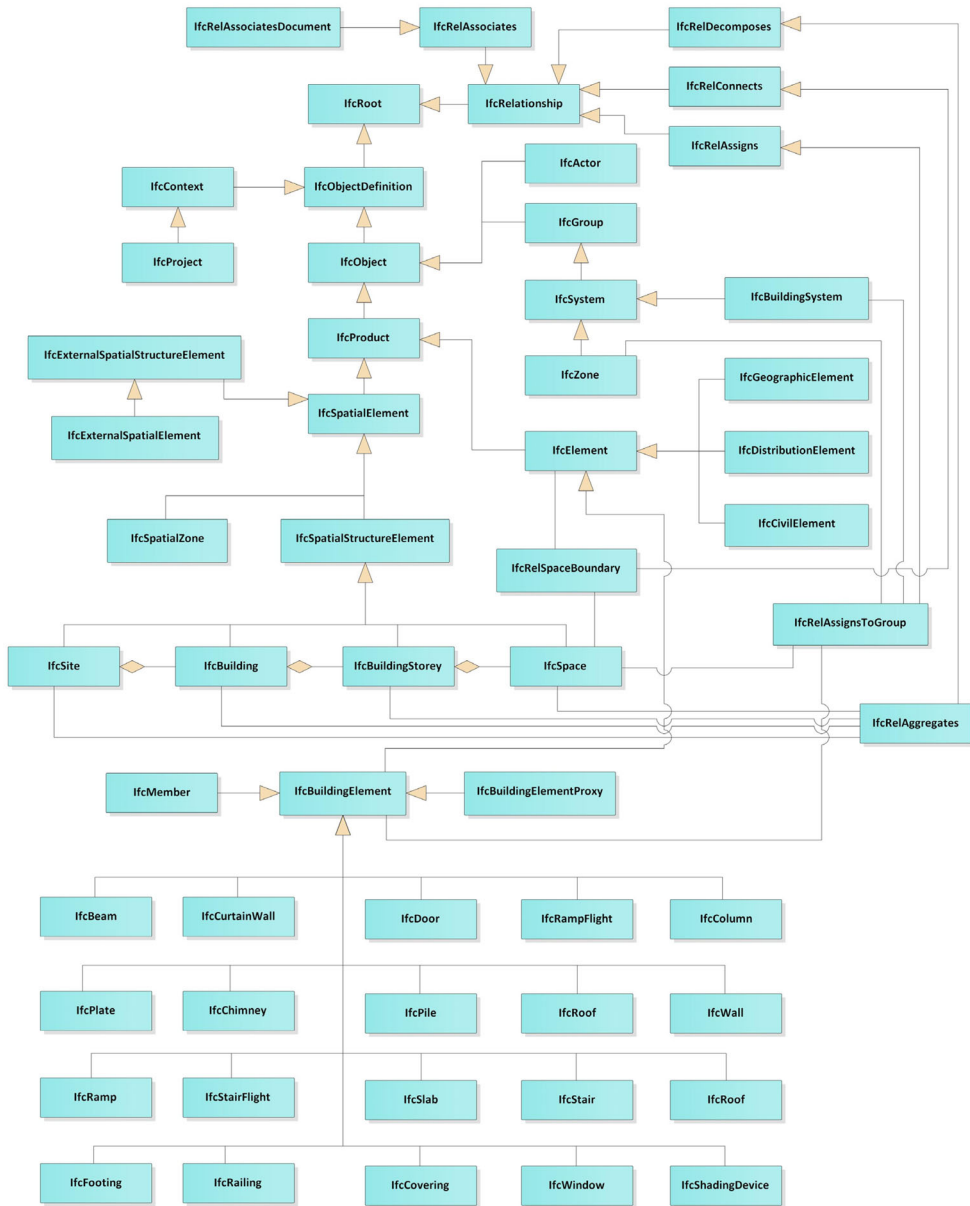 IfcRelAssociatesDocument
IfcRelAssociates
IfcRelDecomposes
IfcRoot
IfcRelationship
IfcRelConnects
IfcRelAssigns
IfcActor
IfcContext
IfcObjectDefinition
IfcGroup
IfcProject
IfcObject
IfcSystem
IfcBuildingSystem
IfcProduct
IfcExternalSpatialStructureElement
IfcZone
IfcGeographicElement
IfcSpatialElement
IfcExternalSpatialElement
IfcElement
IfcDistributionElement
IfcSpatialZone
IfcSpatialStructureElement
IfcCivilElement
IfcRelSpaceBoundary
IfcRelAssignsToGroup
IfcSite
IfcBuilding
IfcBuildingStorey
IfcSpace
IfcRelAggregates
IfcMember
IfcBuildingElement
IfcBuildingElementProxy
IfcBeam
IfcCurtainWall
IfcDoor
IfcRampFlight
IfcColumn
IfcPlate
IfcChimney
IfcPile
IfcRoof
IfcWall
IfcRamp
IfcStairFlight
IfcSlab
IfcStair
IfcRoof
IfcFooting
IfcRailing
IfcCovering
IfcWindow
IfcShadingDevice